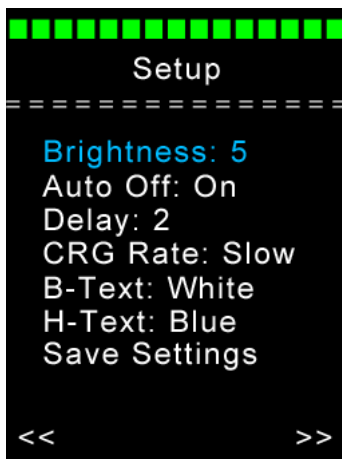 Setup
= = = = = = = = = = = = = = =
Brightness: 5
Auto Off: On
Delay: 2
CRG Rate: Slow
B-Text: White
H-Text: Blue
Save Settings
<< >>